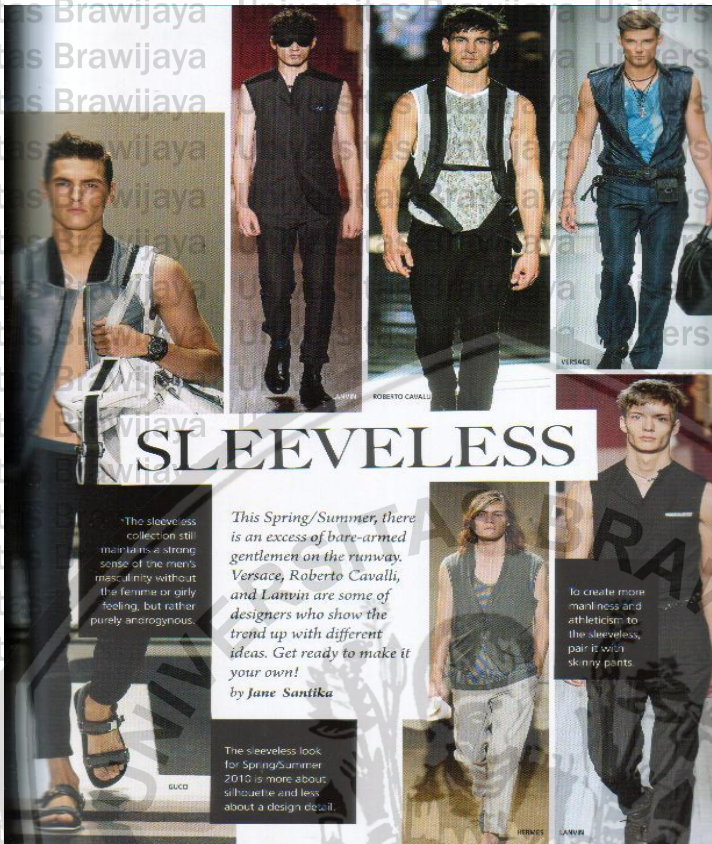 LANVIN
ROBERTO CAVALLI
VERSACE
SLEEVELESS
The sleeveless
collection still
maintains a strong
sense of the men's
masculinity without
the femme or girly
feeling, but rather
purely androgynous.
This Spring/Summer, there
is an excess of bare-armed
gentlemen on the runway.
Versace, Roberto Cavalli,
and Lanvin are some of
designers who show the
trend up with different
ideas. Get ready to make it
your own!
by Jane Santika
To create more
manliness and
athleticism to
the sleeveless,
pair it with
skinny pants.
The sleeveless look
for Spring/Summer
2010 is more about
silhouette and less
about a design detail.
GUCCI
HERMES
LANVIN
Universitas Brawijaya
UNIVERSITAS BRAW